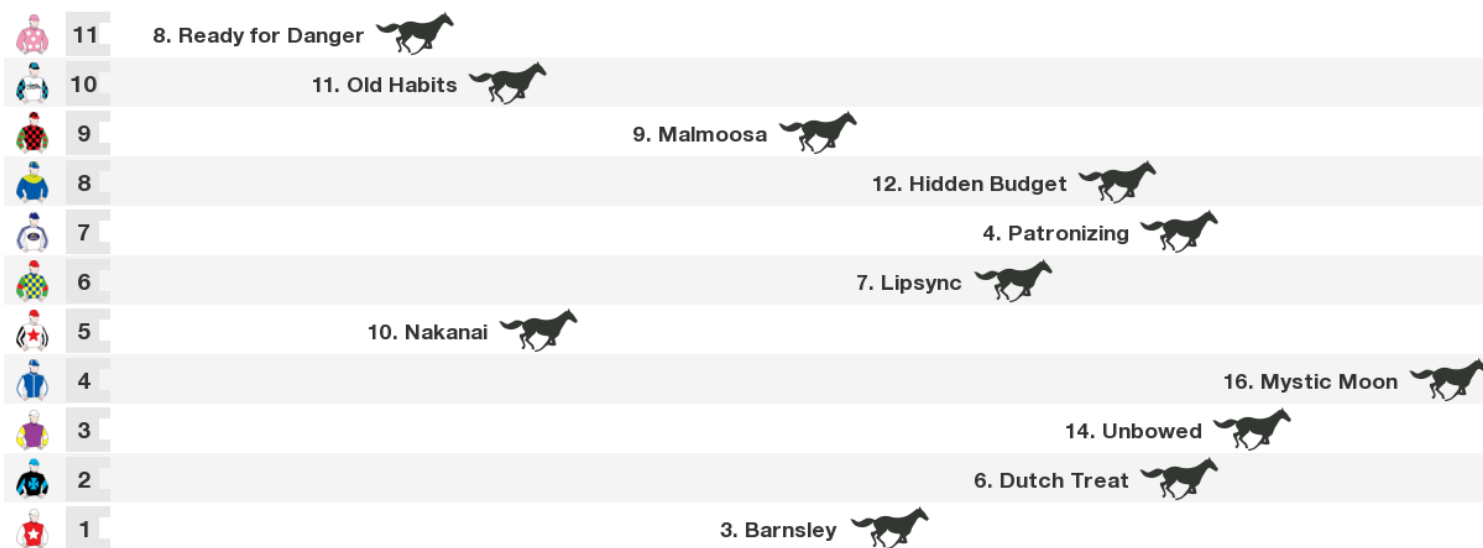 11 8. Ready for Danger
10 11. Old Habits
9 9. Malmoosa
8 12. Hidden Budget
7 4. Patronizing
6 7. Lipsync
5 10. Nakanai
4 16. Mystic Moon
3 14. Unbowed
2 6. Dutch Treat
1 3. Barnsley